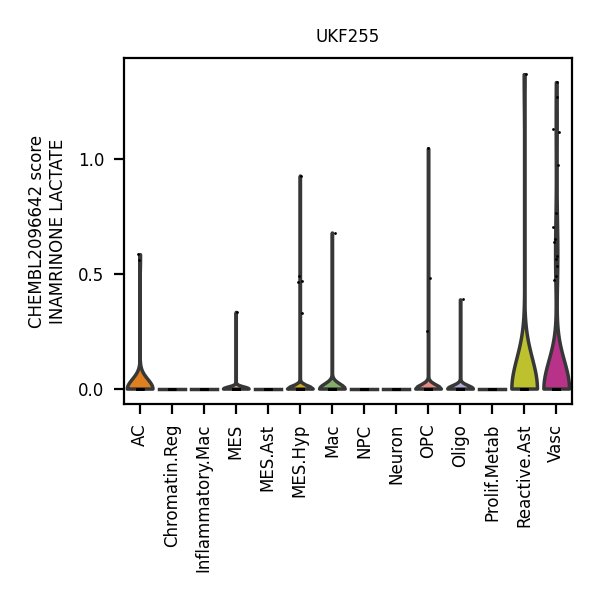 UKF255
CHEMBL2096642 score
INAMRINONE LACTATE
1.0
0.5
0.0
AC
Chromatin.Reg
Inflammatory.Mac
MES
MES.Ast
MES.Hyp
Mac
NPC
Neuron
OPC
Oligo
Prolif.Metab
Reactive.Ast
Vasc